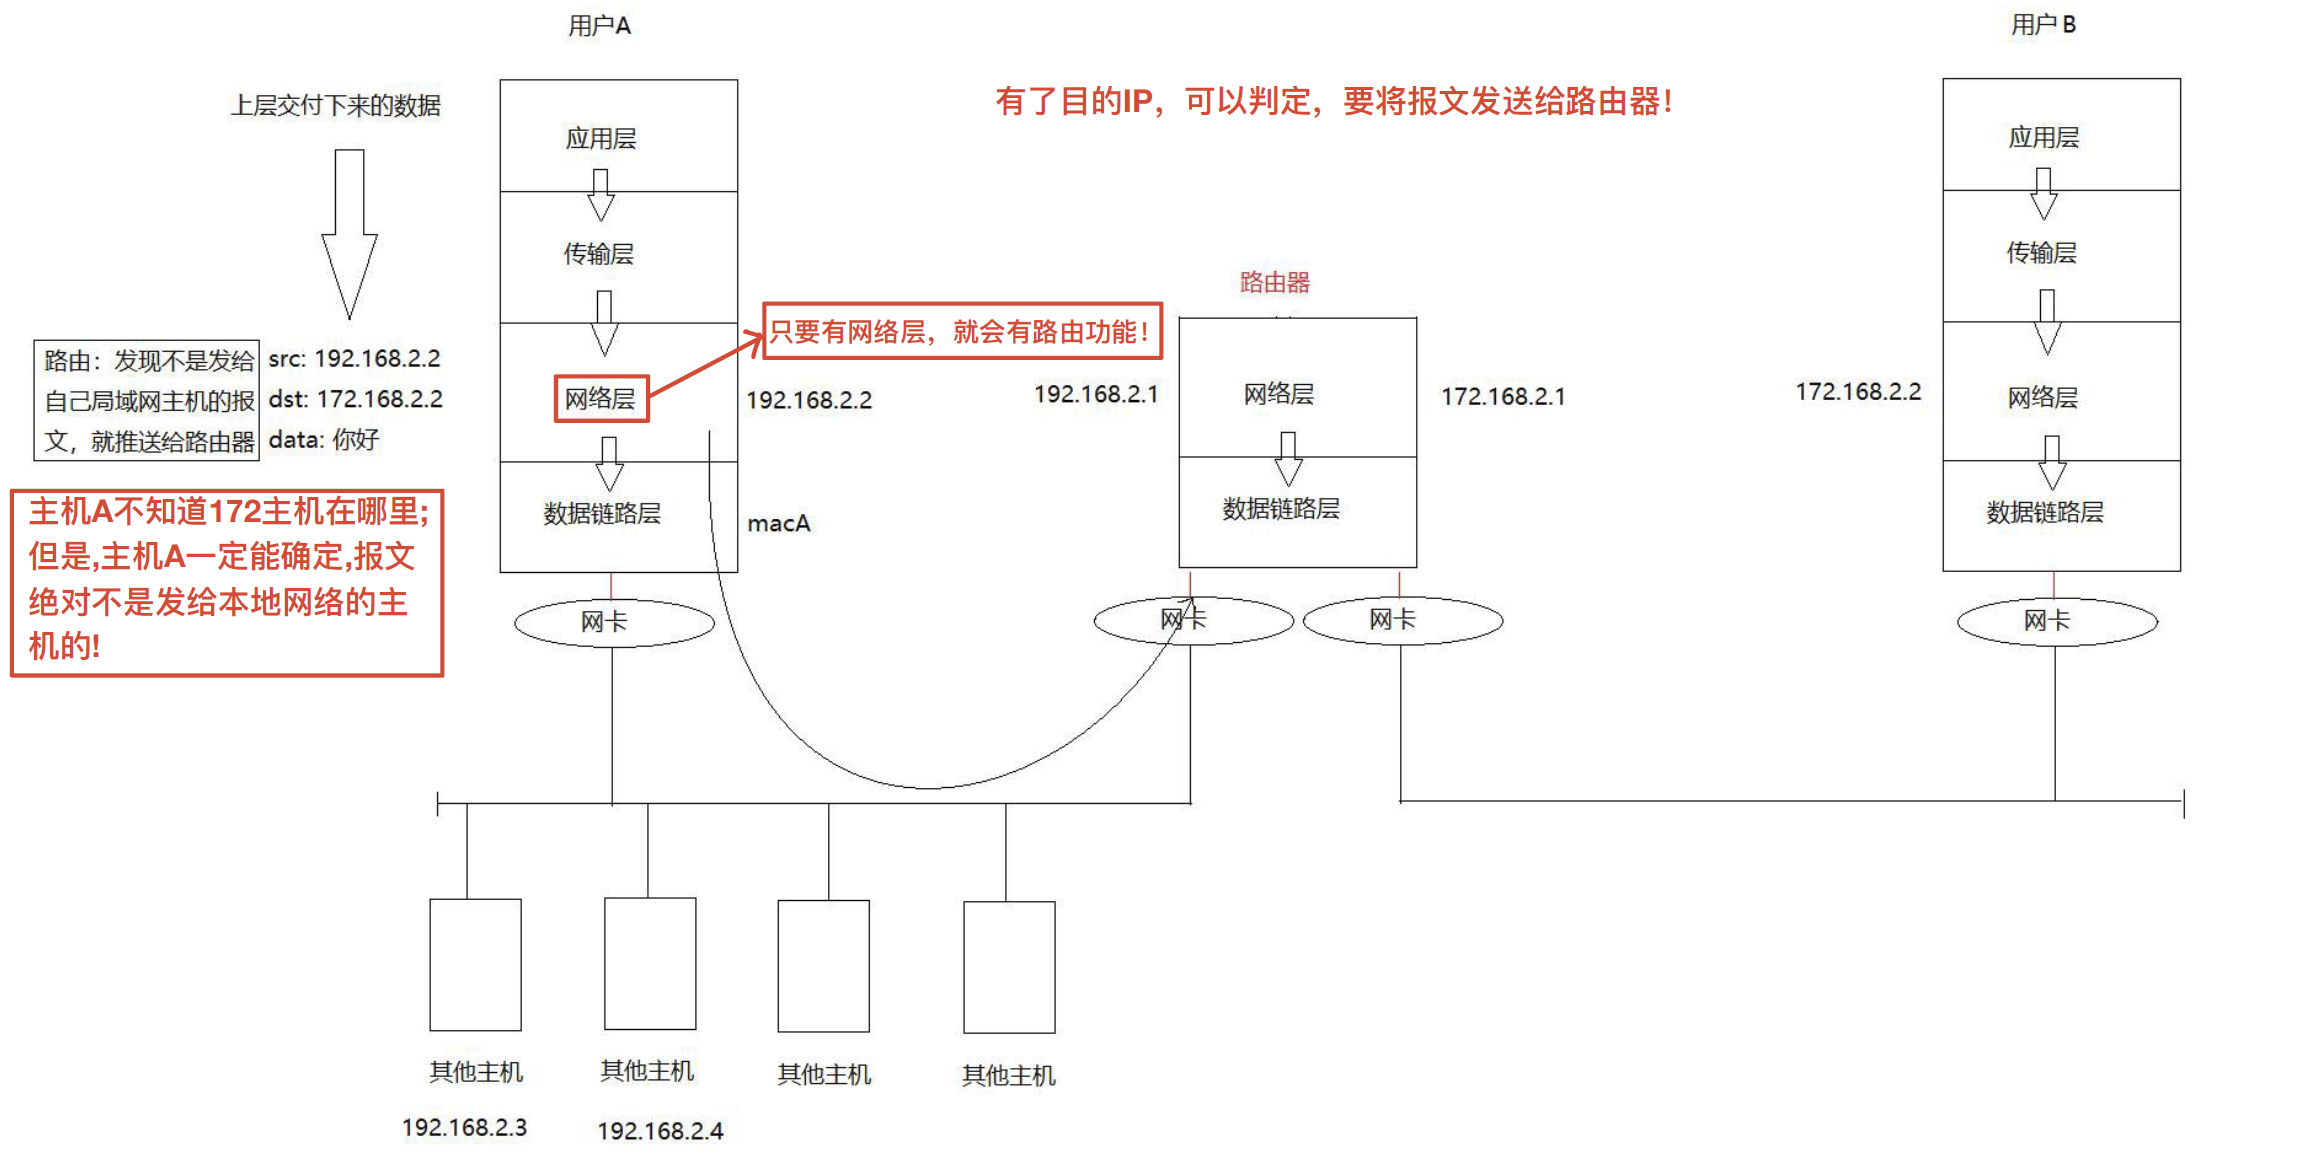 用户A
用户B
上层交付下来的数据
有了目的IP，可以判定，要将报文发送给路由器！
应用层
传输层
网络层
数据链路层
只要有网络层，就会有路由功能！
路由：发现不是发给
自己局域网主机的报
文，就推送给路由器
src: 192.168.2.2
dst: 172.168.2.2
data: 你好
主机A不知道172主机在哪里;
但是,主机A一定能确定,报文
绝对不是发给本地网络的主
机的!
192.168.2.2
macA
网卡
路由器
192.168.2.1
网络层
172.168.2.1
数据链路层
网卡
网卡
应用层
传输层
172.168.2.2
网络层
数据链路层
网卡
其他主机
其他主机
其他主机
其他主机
192.168.2.3
192.168.2.4